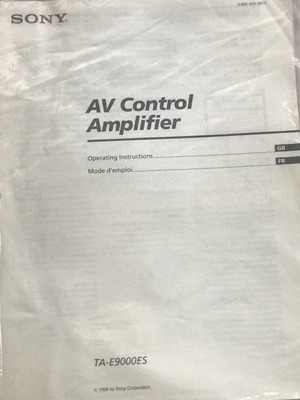 SONY
AV Control
Amplifier
Operating Instructions GB
Mode d'emploi FR
TA-E9000ES
© 1998 by Sony Corporation